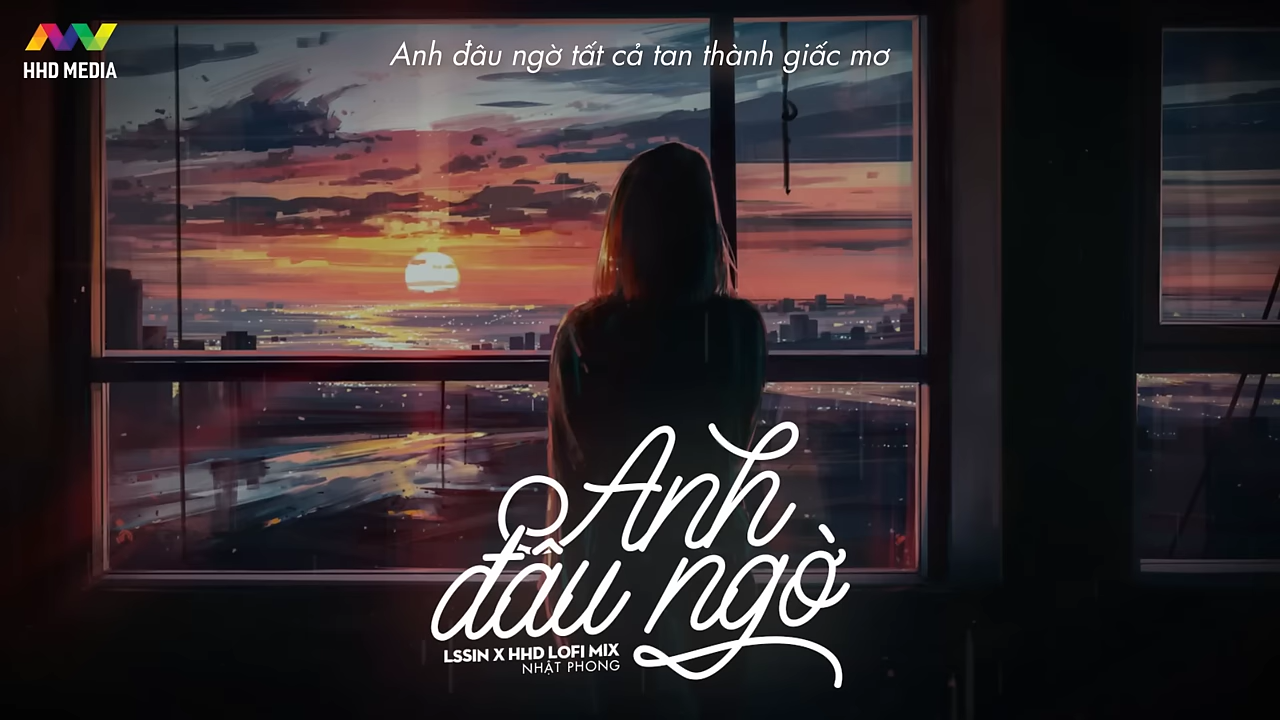 HHD MEDIA
Anh đâu ngờ tất cả tan thành giấc mơ
Anh
đâu ngờ
LSSIN X HHD LOFI MIX
NHẬT PHONG